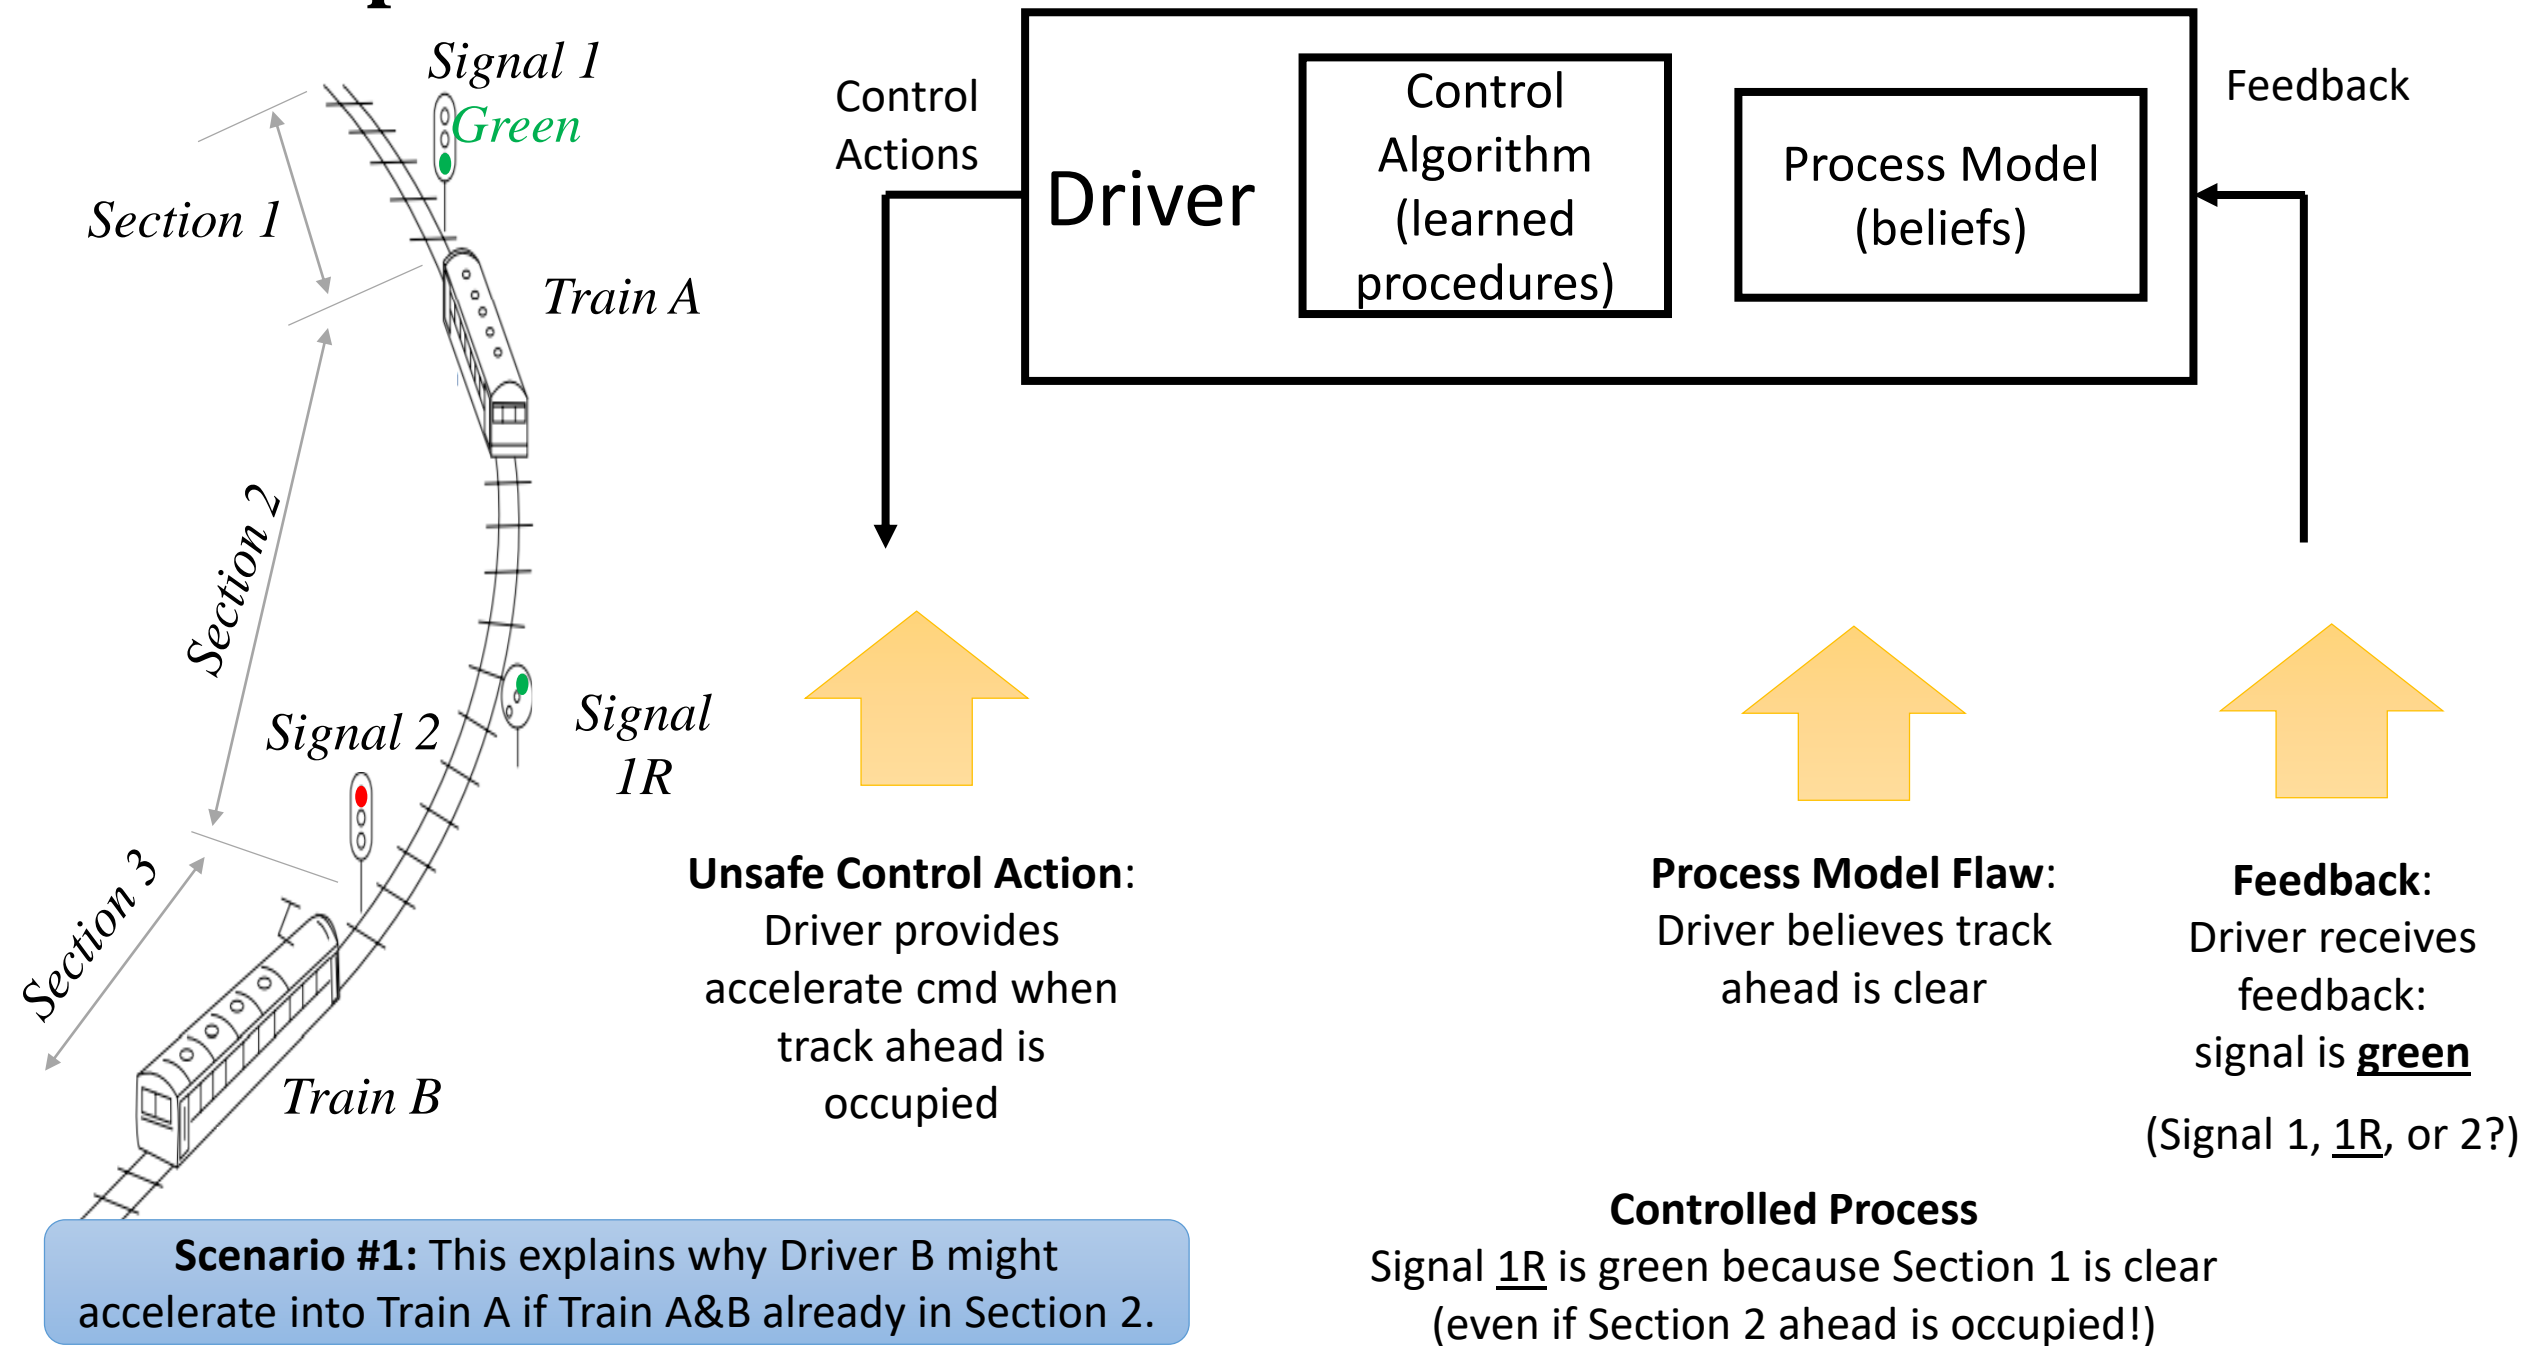 Signal 1
Green
Section 1
Train A
Section 2
Signal
1R
Signal 2
Section 3
Train B
Control
Actions
Driver
Control
Algorithm
(learned
procedures)
Process Model
(beliefs)
Feedback
Unsafe Control Action:
Driver provides
accelerate cmd when
track ahead is
occupied
Process Model Flaw:
Driver believes track
ahead is clear
Feedback:
Driver receives
feedback:
signal is green
(Signal 1, 1R, or 2?)
Controlled Process
Signal 1R is green because Section 1 is clear
(even if Section 2 ahead is occupied!)
Scenario #1: This explains why Driver B might
accelerate into Train A if Train A&B already in Section 2.